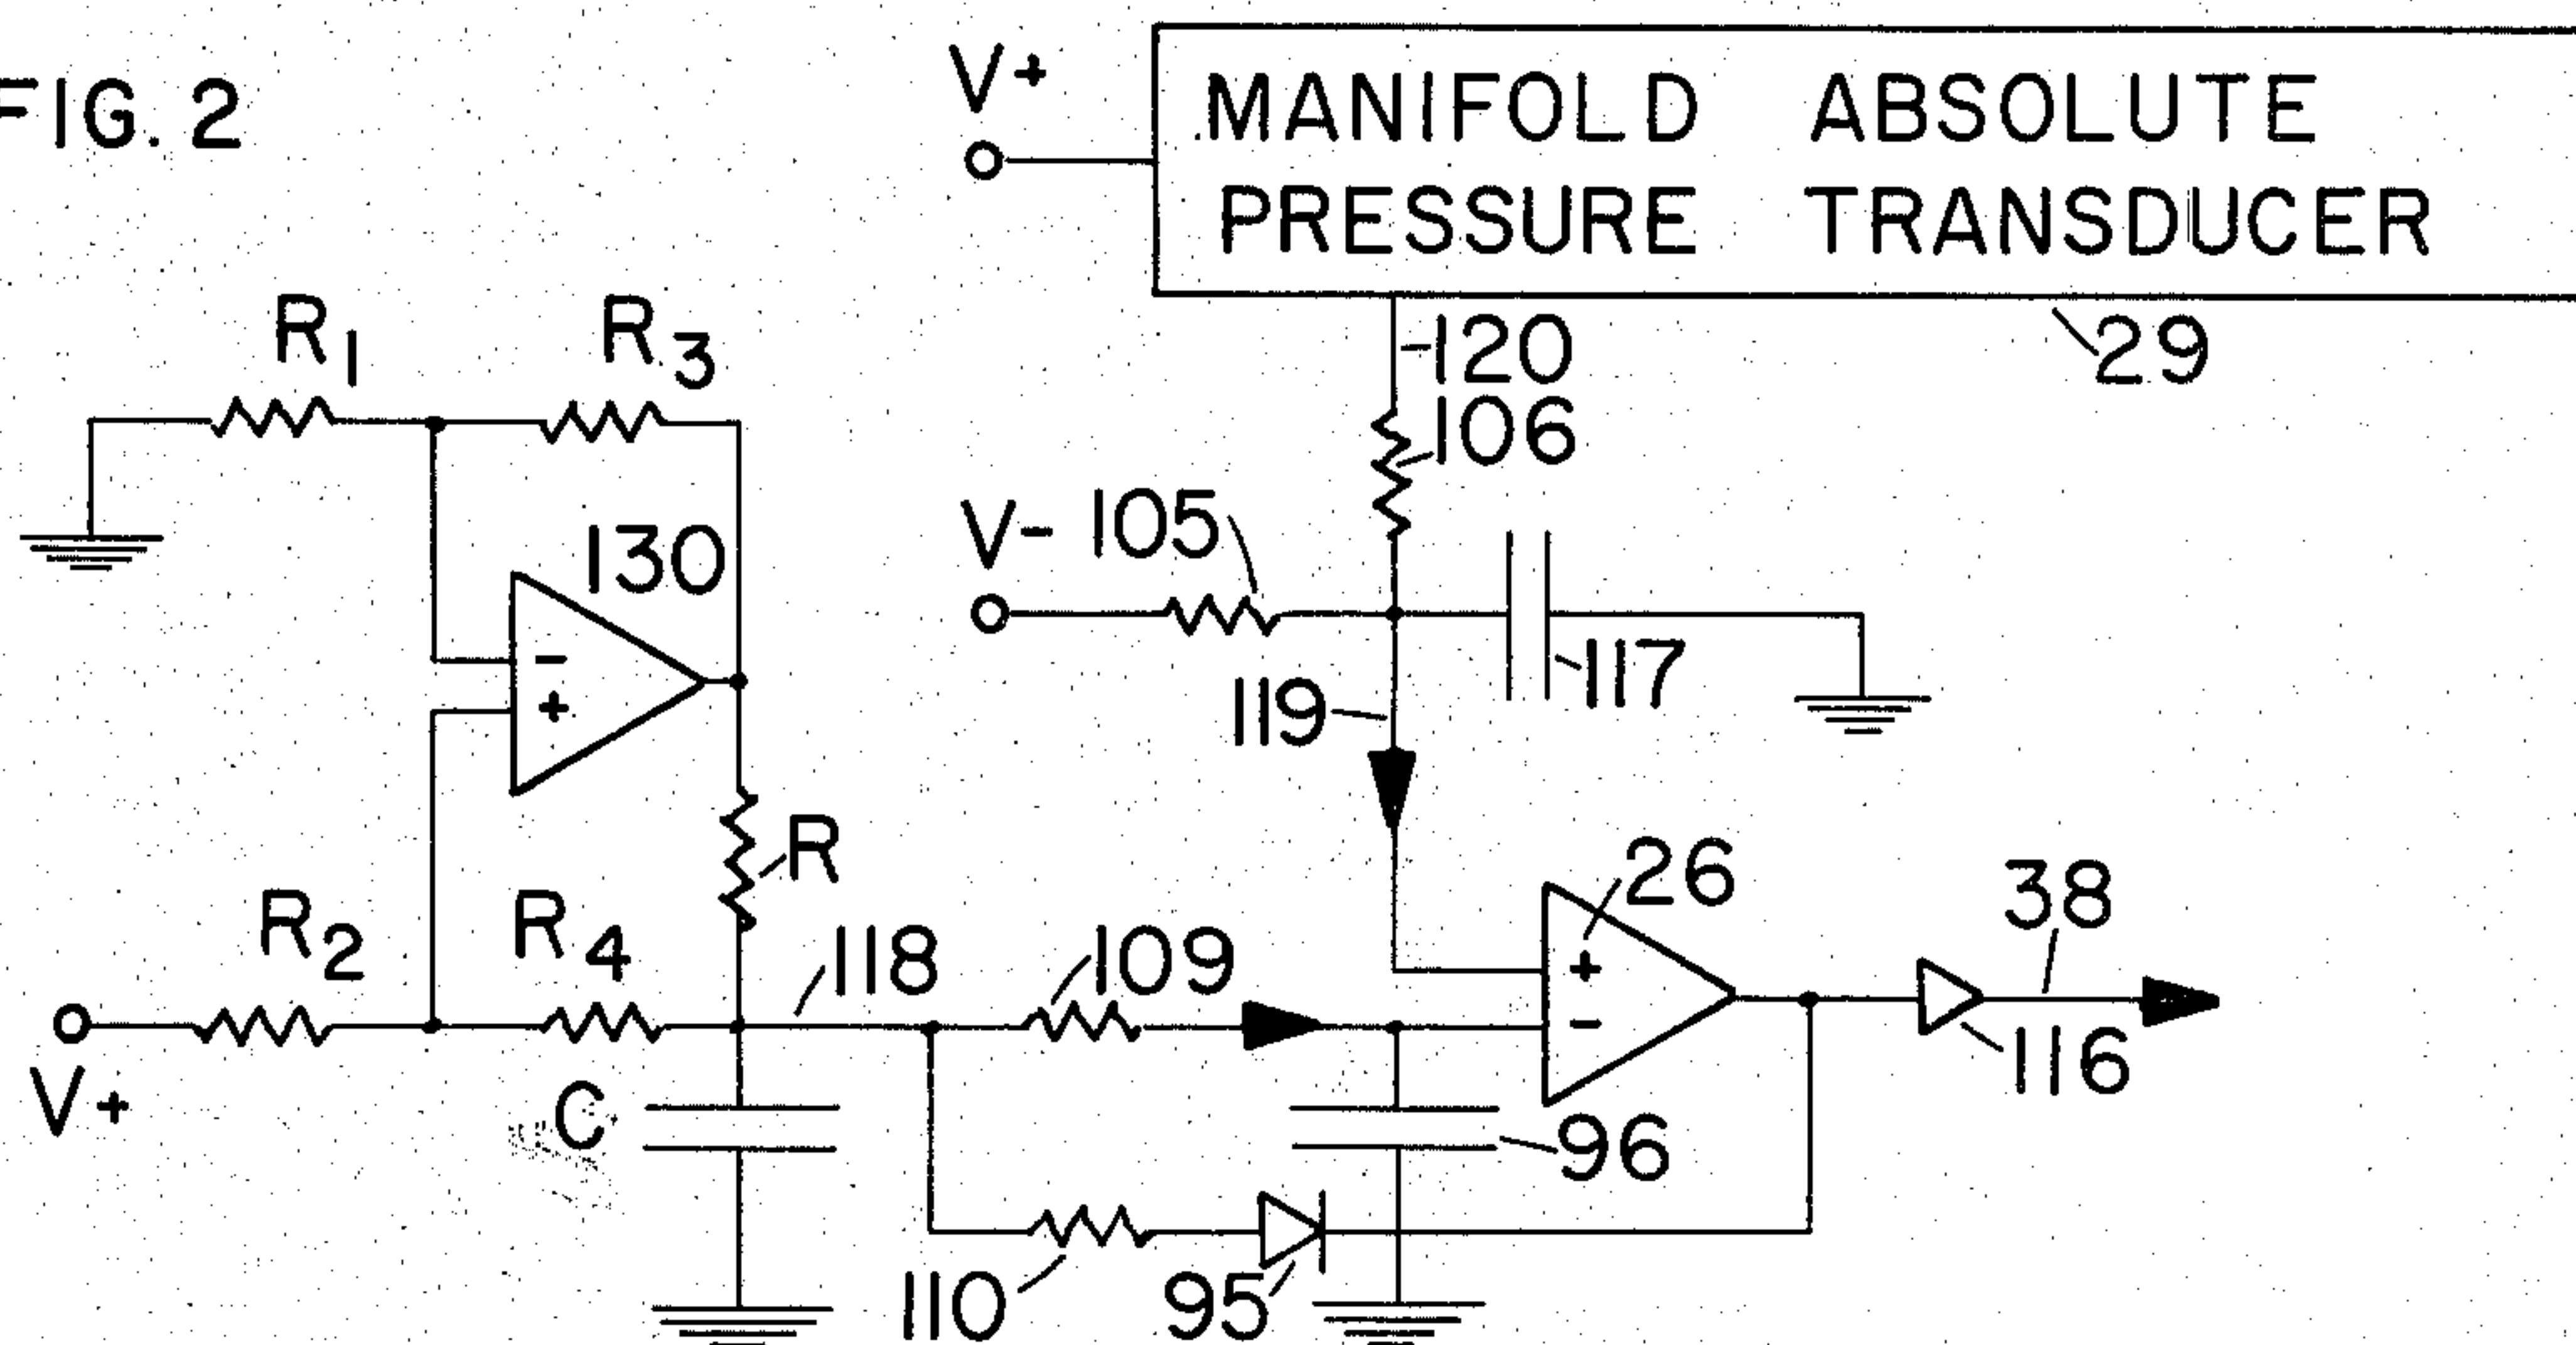 FIG. 2
V+
MANIFOLD ABSOLUTE
PRESSURE TRANSDUCER
29
R1
R3
120
106
130
V-
105
117
119
R
26
R2
R4
118
109
38
V+
C
96
116
110
95
+
-
-
+